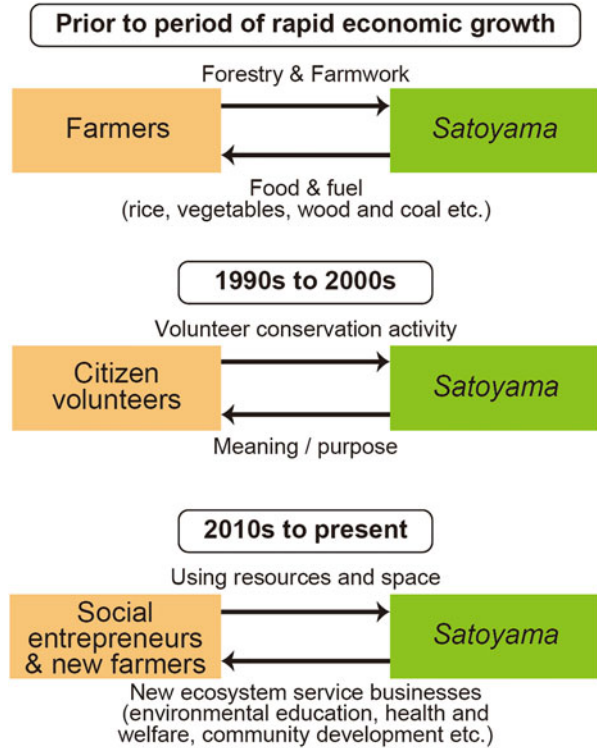 Prior to period of rapid economic growth
Forestry & Farmwork
Farmers
Satoyama
Food & fuel
(rice, vegetables, wood and coal etc.)
1990s to 2000s
Volunteer conservation activity
Citizen
volunteers
Satoyama
Meaning / purpose
2010s to present
Using resources and space
Social
entrepreneurs
& new farmers
Satoyama
New ecosystem service businesses
(environmental education, health and
welfare, community development etc.)